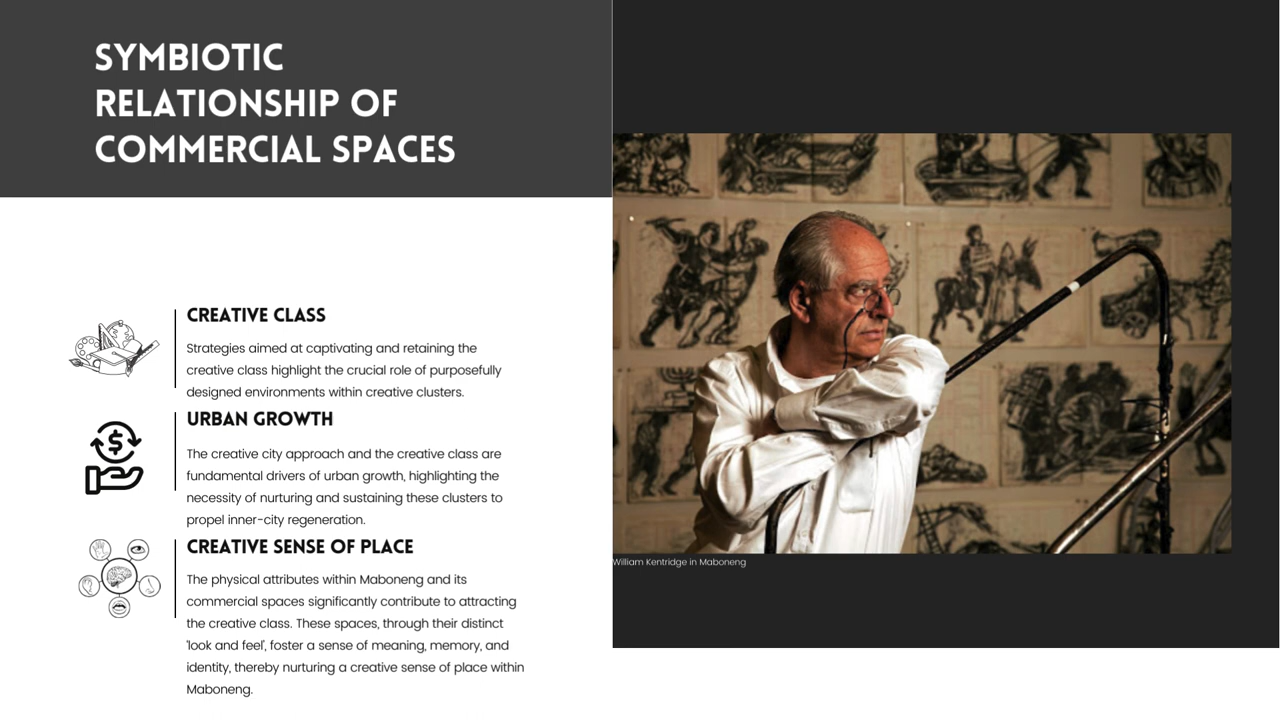 SYMBIOTIC
RELATIONSHIP OF
COMMERCIAL SPACES
CREATIVE CLASS
Strategies aimed at captivating and retaining the
creative class highlight the crucial role of purposefully
designed environments within creative clusters.
URBAN GROWTH
The creative city approach and the creative class are
fundamental drivers of urban growth, highlighting the
necessity of nurturing and sustaining these clusters to
propel inner-city regeneration.
CREATIVE SENSE OF PLACE
The physical attributes within Maboneng and its
commercial spaces significantly contribute to attracting
the creative class. These spaces, through their distinct
'look and feel', foster a sense of meaning, memory, and
identity, thereby nurturing a creative sense of place within
Maboneng.
William Kentridge in Maboneng